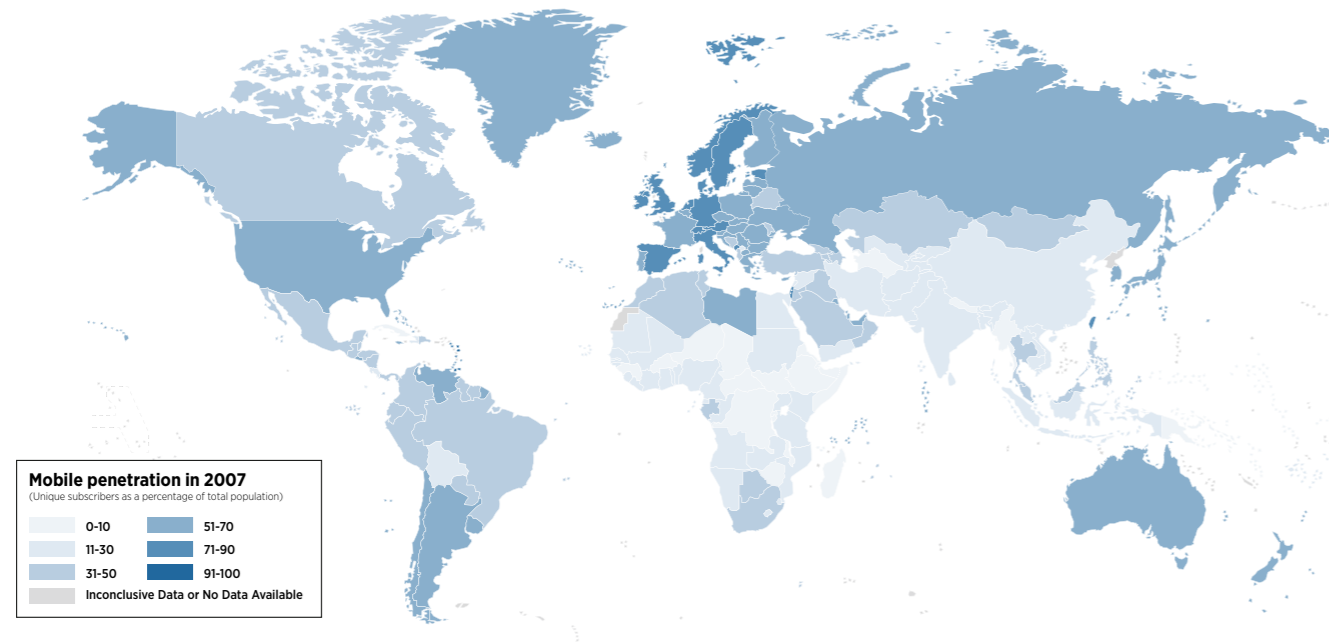 Mobile penetration in 2007
(Unique subscribers as a percentage of total population)
0-10
11-30
31-50
51-70
71-90
91-100
Inconclusive Data or No Data Available